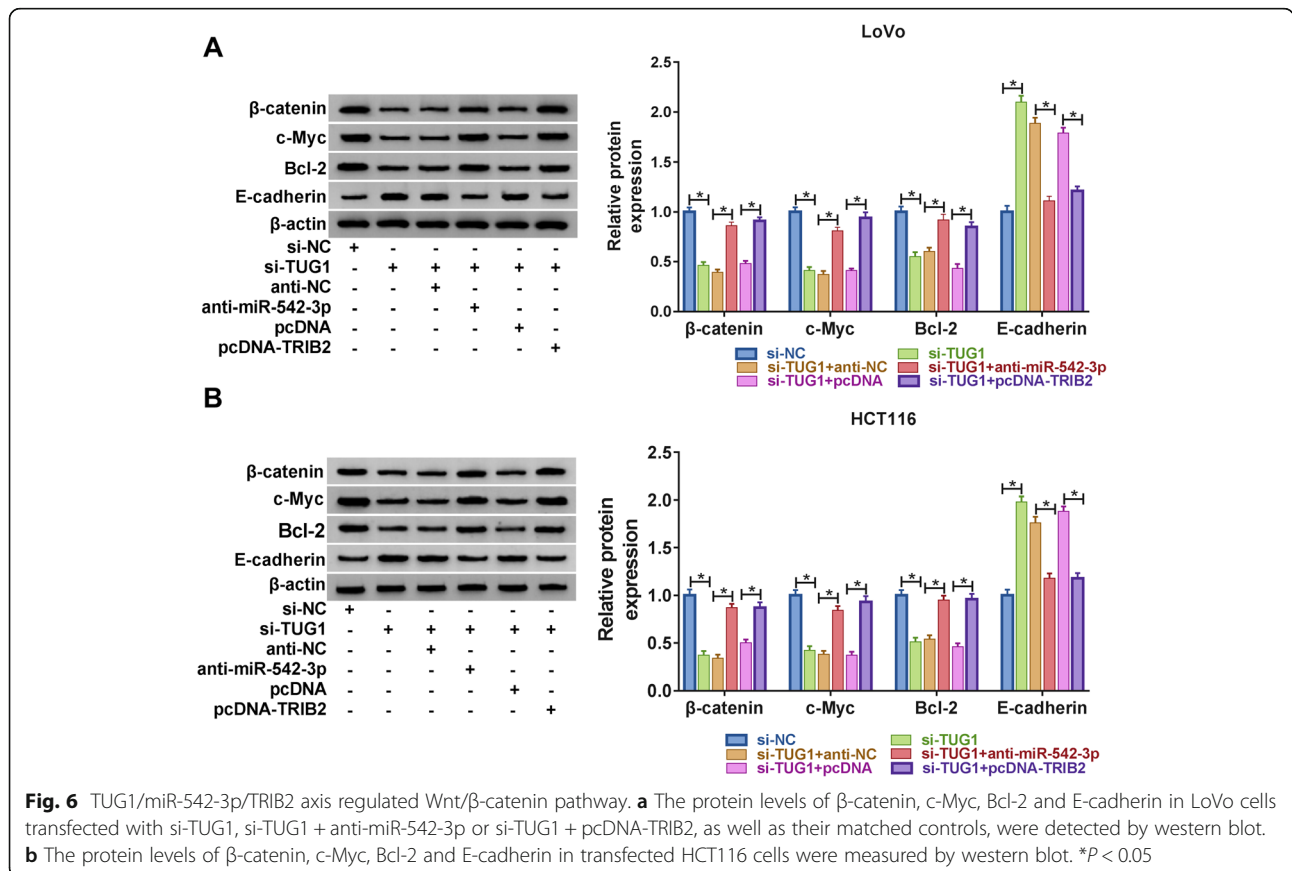 A
β-catenin
c-Myc
Bcl-2
E-cadherin
β-actin
si-NC + - - - - -
si-TUG1 - + + + + +
anti-NC - - + - - -
anti-miR-542-3p - - - + - -
pcDNA - - - - + -
pcDNA-TRIB2 - - - - - +
LoVo
Relative protein
expression
2.5
2.0
1.5
1.0
0.5
0.0
* * * * * * * * * * * *
β-catenin c-Myc Bcl-2 E-cadherin
si-NC si-TUG1
si-TUG1+anti-NC si-TUG1+anti-miR-542-3p
si-TUG1+pcDNA si-TUG1+pcDNA-TRIB2
B
β-catenin
c-Myc
Bcl-2
E-cadherin
β-actin
si-NC + - - - - -
si-TUG1 - + + + + +
anti-NC - - + - - -
anti-miR-542-3p - - - + - -
pcDNA - - - - + -
pcDNA-TRIB2 - - - - - +
HCT116
Relative protein
expression
2.5
2.0
1.5
1.0
0.5
0.0
* * * * * * * * * * * *
β-catenin c-Myc Bcl-2 E-cadherin
si-NC si-TUG1
si-TUG1+anti-NC si-TUG1+anti-miR-542-3p
si-TUG1+pcDNA si-TUG1+pcDNA-TRIB2
Fig. 6 TUG1/miR-542-3p/TRIB2 axis regulated Wnt/β-catenin pathway. a The protein levels of β-catenin, c-Myc, Bcl-2 and E-cadherin in LoVo cells
transfected with si-TUG1, si-TUG1 + anti-miR-542-3p or si-TUG1 + pcDNA-TRIB2, as well as their matched controls, were detected by western blot.
b The protein levels of β-catenin, c-Myc, Bcl-2 and E-cadherin in transfected HCT116 cells were measured by western blot. *P < 0.05